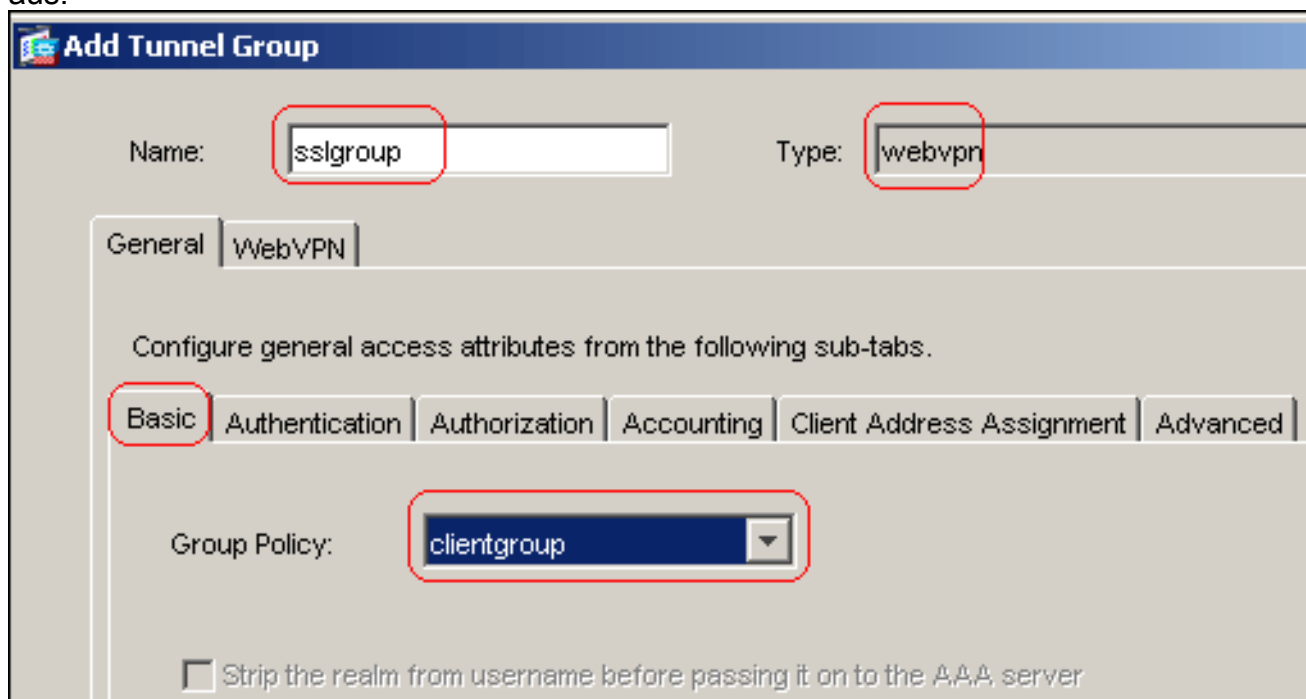 aus.
Add Tunnel Group
Name: sslgroup Type: webvpn
General WebVPN
Configure general access attributes from the following sub-tabs.
Basic Authentication Authorization Accounting Client Address Assignment Advanced
Group Policy: clientgroup
Strip the realm from username before passing it on to the AAA server